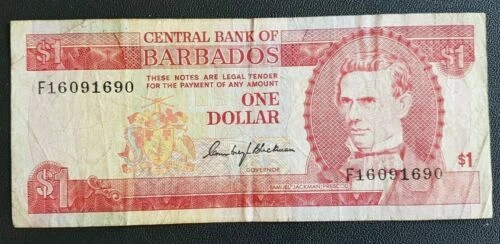 $1
CENTRAL BANK OF
BARBADOS
$1
THESE NOTES ARE LEGAL TENDER
FOR THE PAYMENT OF ANY AMOUNT
F16091690
ONE
DOLLAR
GOVERNOR
F16091690
$1
$1
SAMUEL JACKMAN PRESCOD